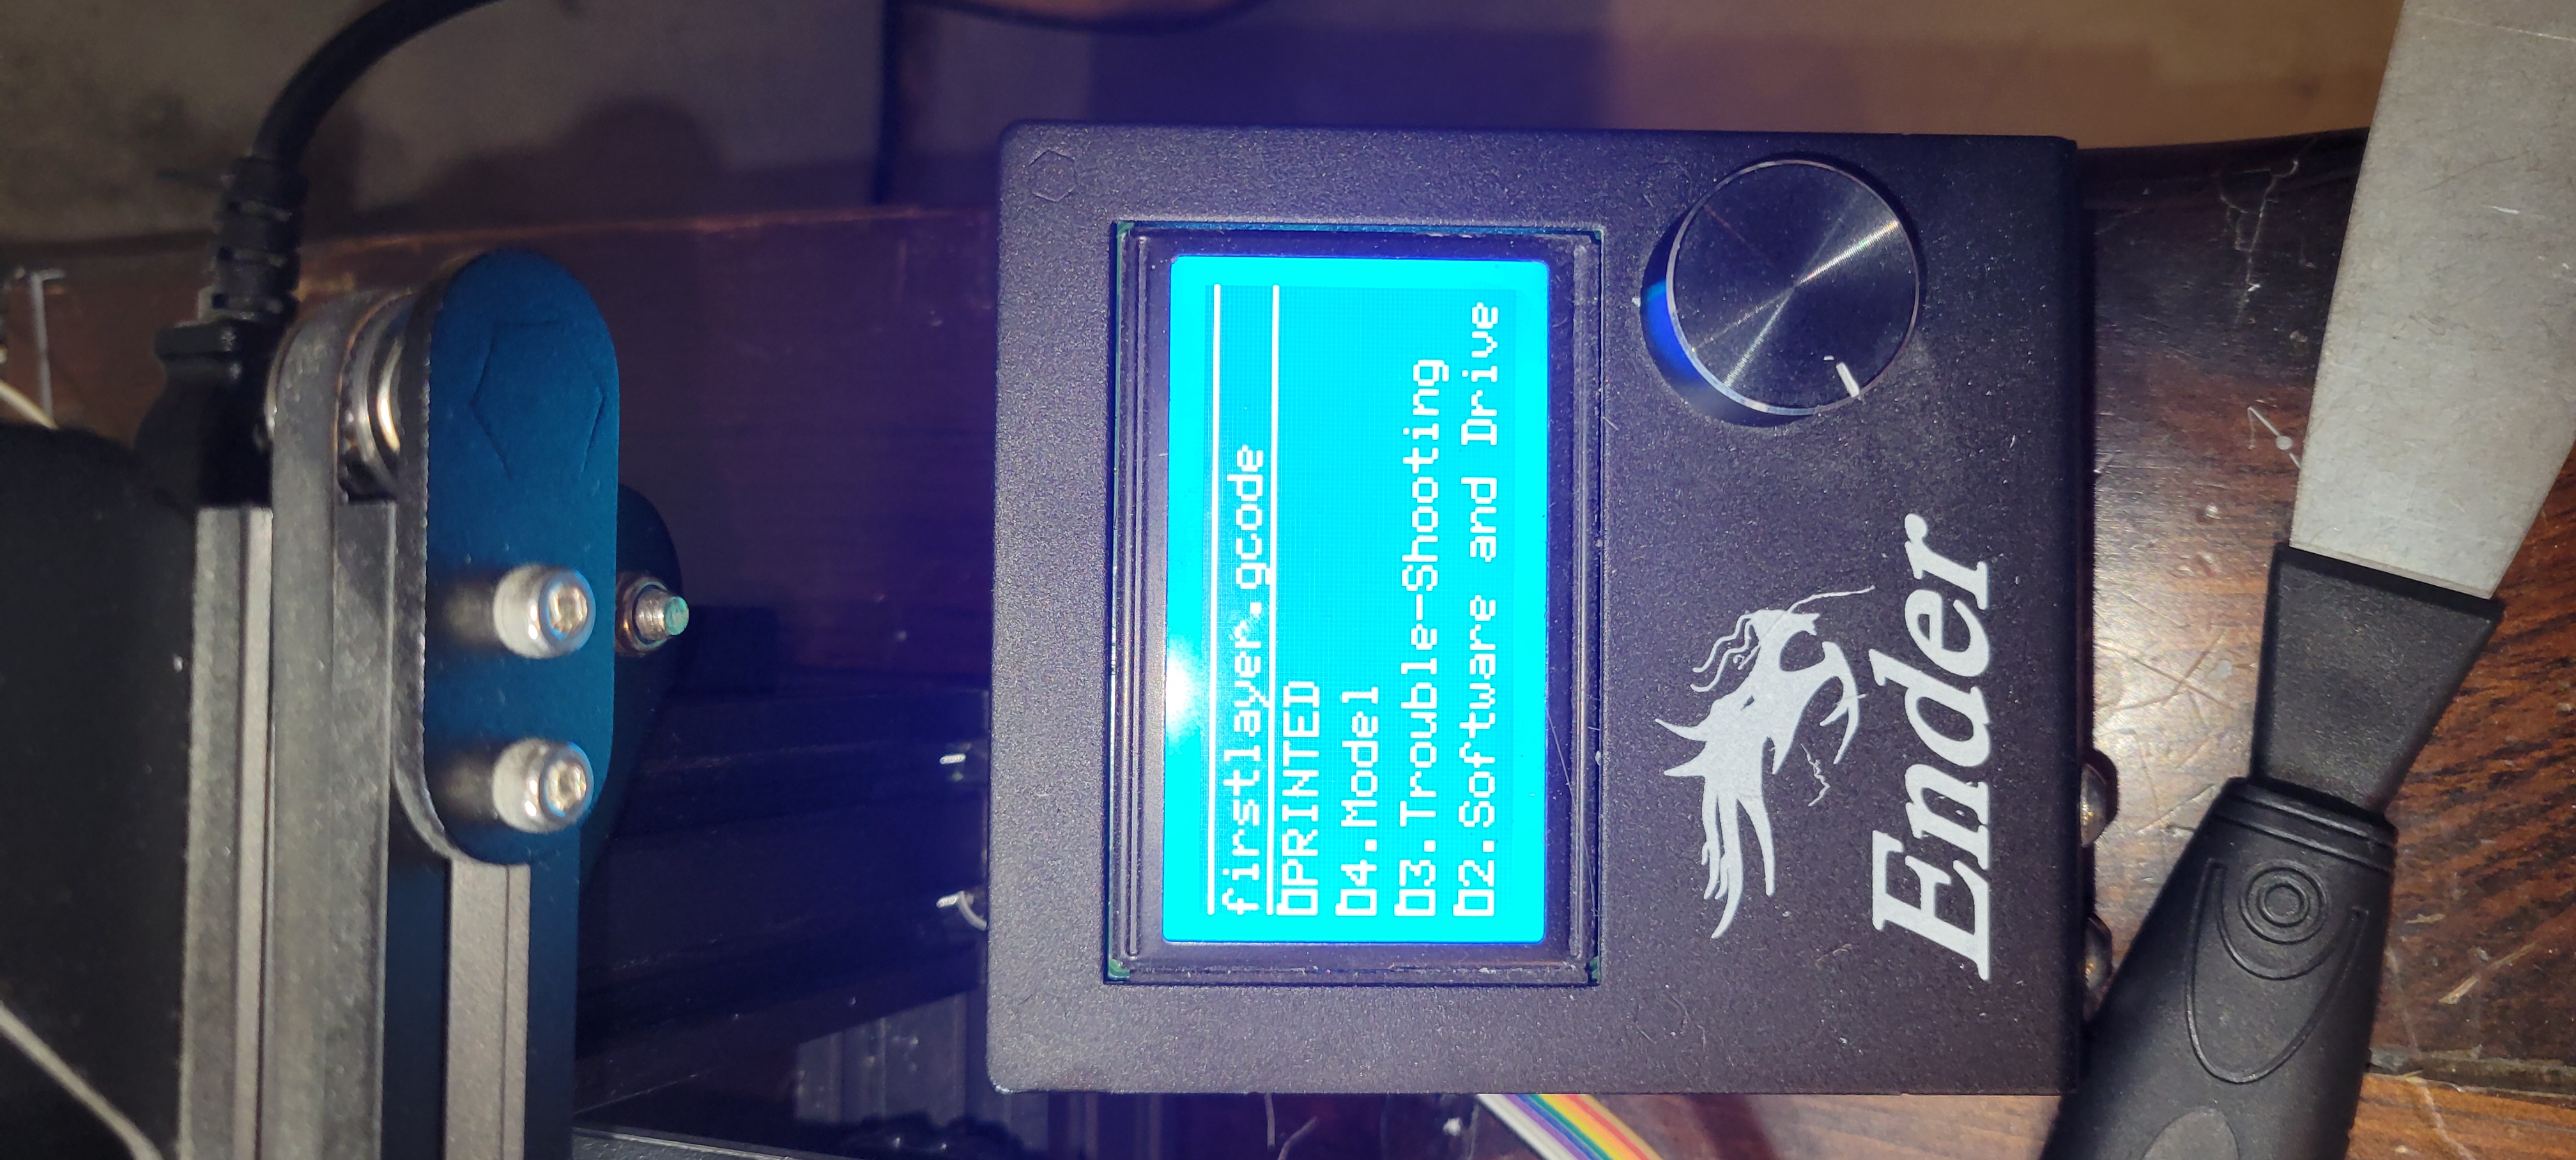 firstlayer.gcode
PRINTED
4.Model
3.Trouble-Shooting
2.Software and Drive
Ender